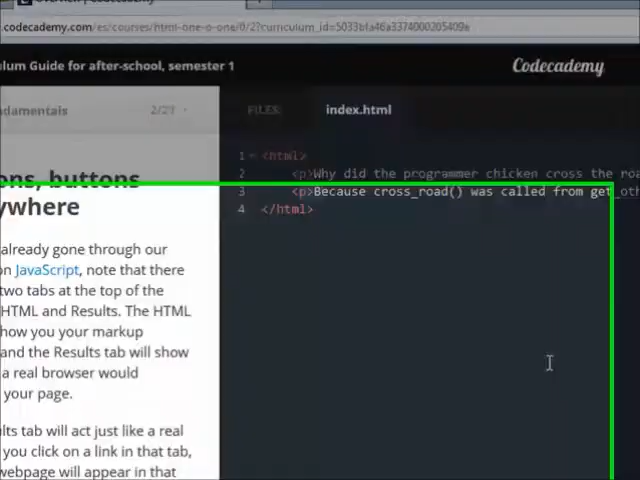 .codecademy.com/es/courses/html-one-o-one/0/2?curriculum_id=5033bfa46a3374000205409e
ulum Guide for after-school, semester 1
Codecademy
ndamentals
2/23
FILES
index.html
ons, buttons
ywhere
already gone through our
on JavaScript, note that there
two tabs at the top of the
HTML and Results. The HTML
how you your markup
and the Results tab will show
a real browser would
your page.
lts tab will act just like a real
you click on a link in that tab,
webpage will appear in that
1 <html>
2 <p>Why did the programmer chicken cross the roa
3 <p>Because cross_road() was called from get_oth
4 </html>